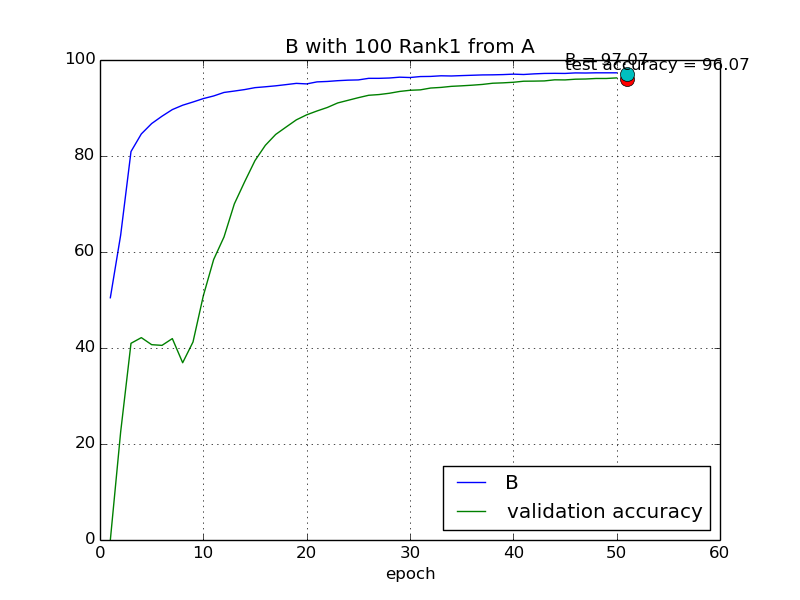 B with 100 Rank1 from A
B = 97.07
test accuracy = 96.07
100
80
60
40
20
0
0 10 20 30 40 50 60
epoch
B
validation accuracy